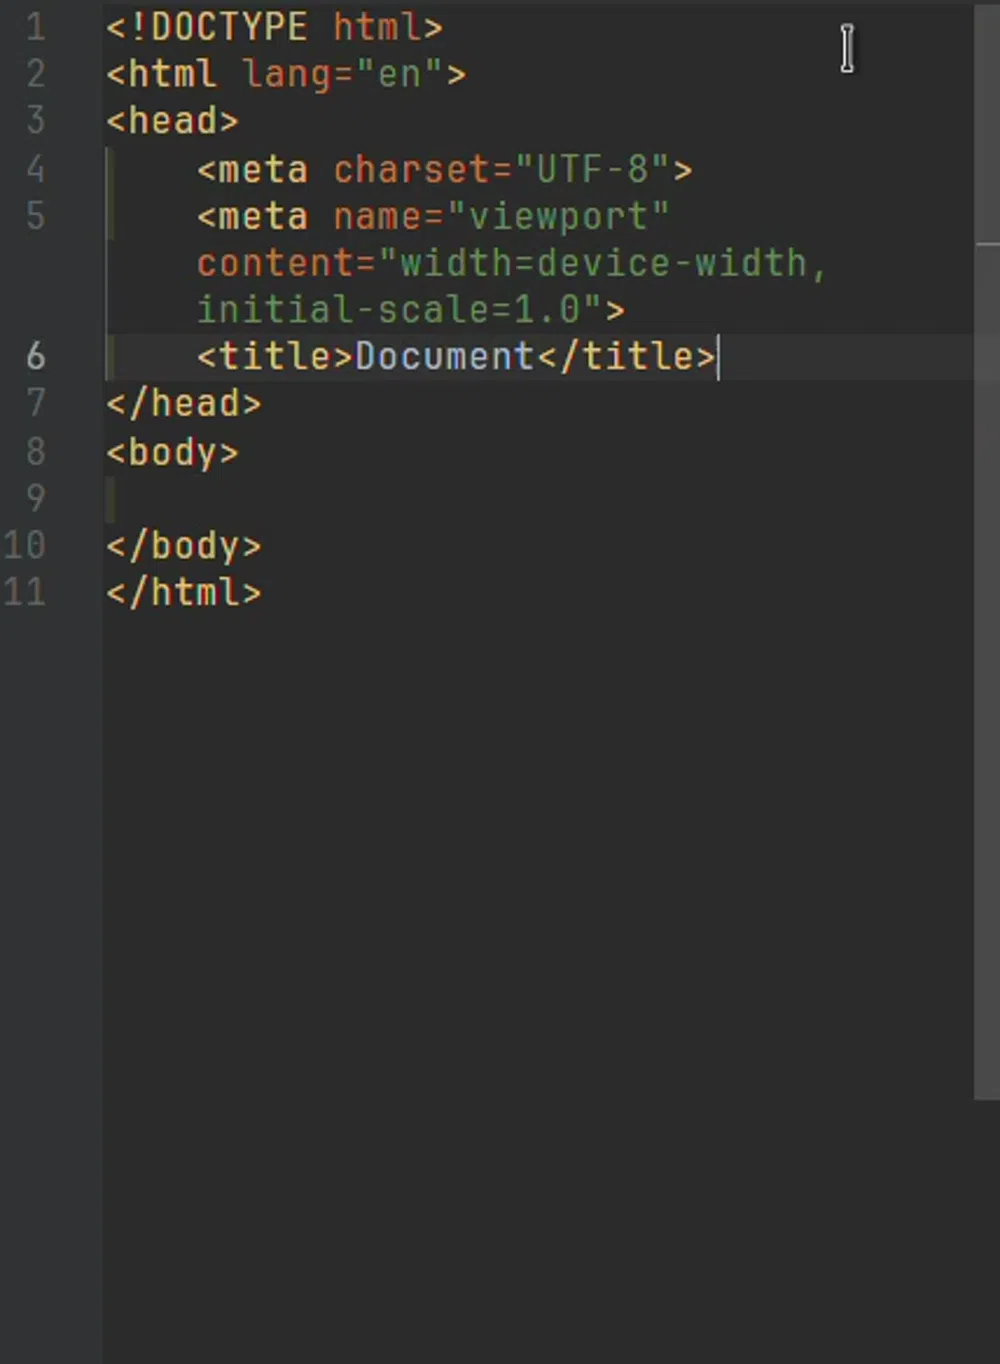 1 <!DOCTYPE html>
2 <html lang="en">
3 <head>
4     <meta charset="UTF-8">
5     <meta name="viewport"
    content="width=device-width,
    initial-scale=1.0">
6     <title>Document</title>
7 </head>
8 <body>
9
10 </body>
11 </html>